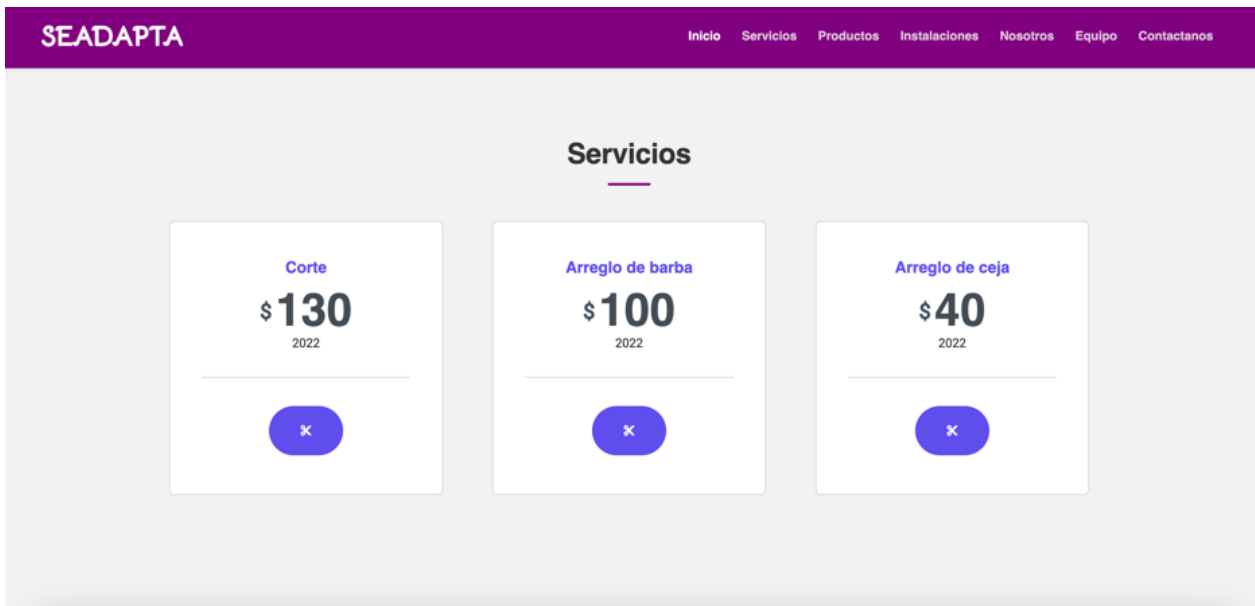 SEADAPTA
Inicio Servicios Productos Instalaciones Nosotros Equipo Contactanos
Servicios
Corte
$130
2022
Arreglo de barba
$100
2022
Arreglo de ceja
$40
2022